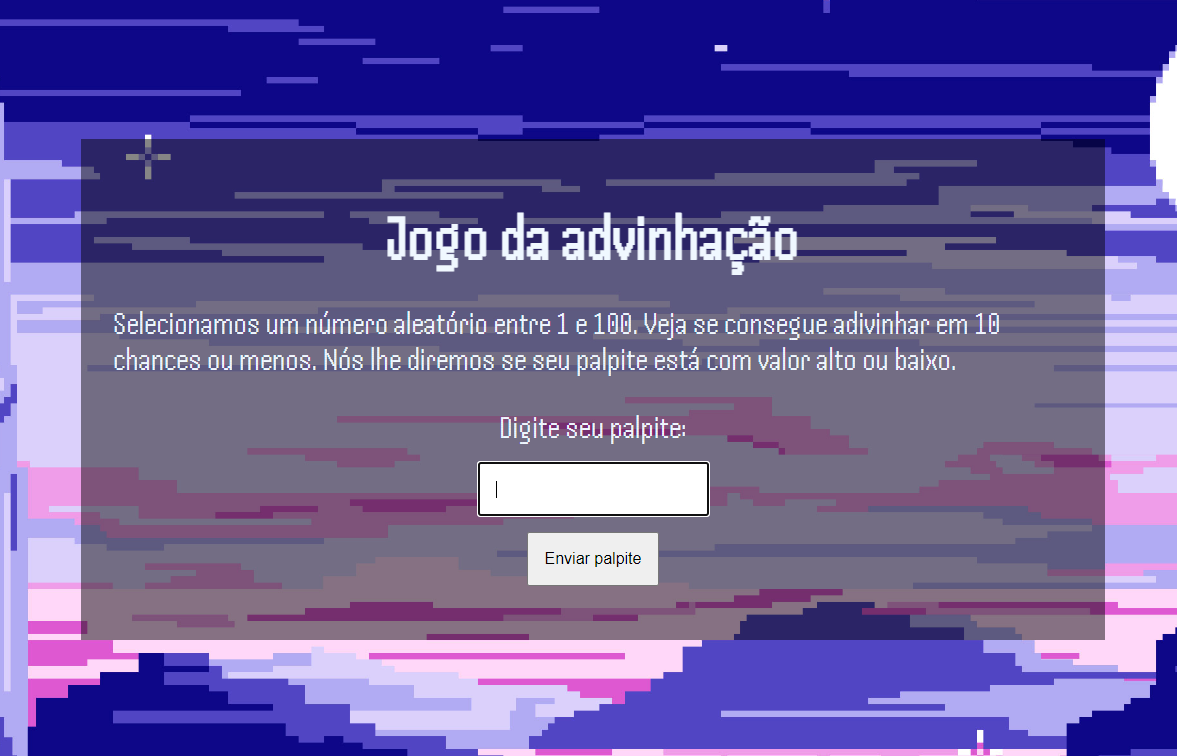 Jogo da advinhação
Selecionamos um número aleatório entre 1 e 100. Veja se consegue adivinhar em 10
chances ou menos. Nós lhe diremos se seu palpite está com valor alto ou baixo.
Digite seu palpite:
Enviar palpite